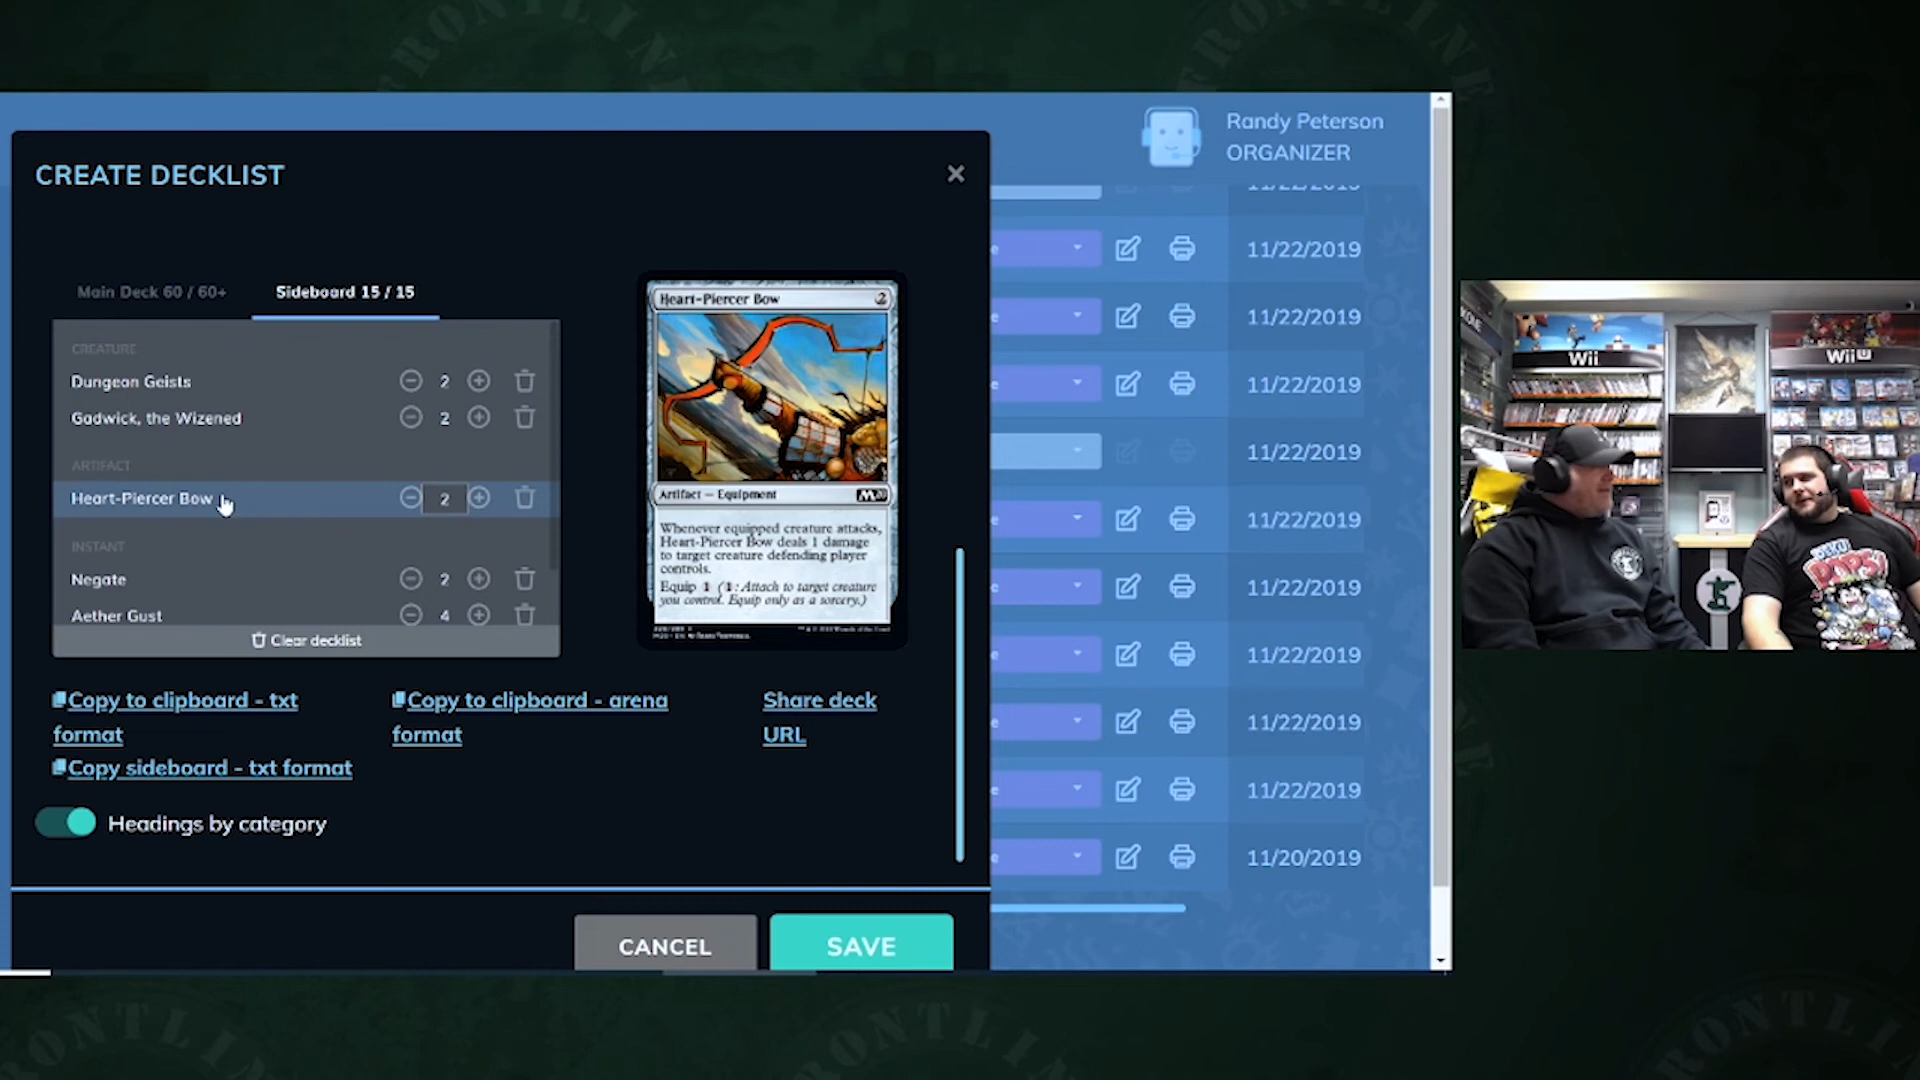 FRONTLINE
Randy Peterson
ORGANIZER
CREATE DECKLIST
Main Deck 60 / 60+
Sideboard 15 / 15
CREATURE
Dungeon Geists 2
Gadwick, the Wizened 2
ARTIFACT
Heart-Piercer Bow 2
INSTANT
Negate 2
Aether Gust 4
Clear decklist
Heart-Piercer Bow 2
Artifact — Equipment
Whenever equipped creature attacks,
Heart-Piercer Bow deals 1 damage
to target creature defending player
controls.
Equip 1 (1: Attach to target creature
you control. Equip only as a sorcery.)
Copy to clipboard - txt
format
Copy to clipboard - arena
format
Share deck
URL
Copy sideboard - txt format
Headings by category
CANCEL
SAVE
11/22/2019
11/22/2019
11/22/2019
11/22/2019
11/22/2019
11/22/2019
11/22/2019
11/22/2019
11/22/2019
11/20/2019
Wii
Wii U